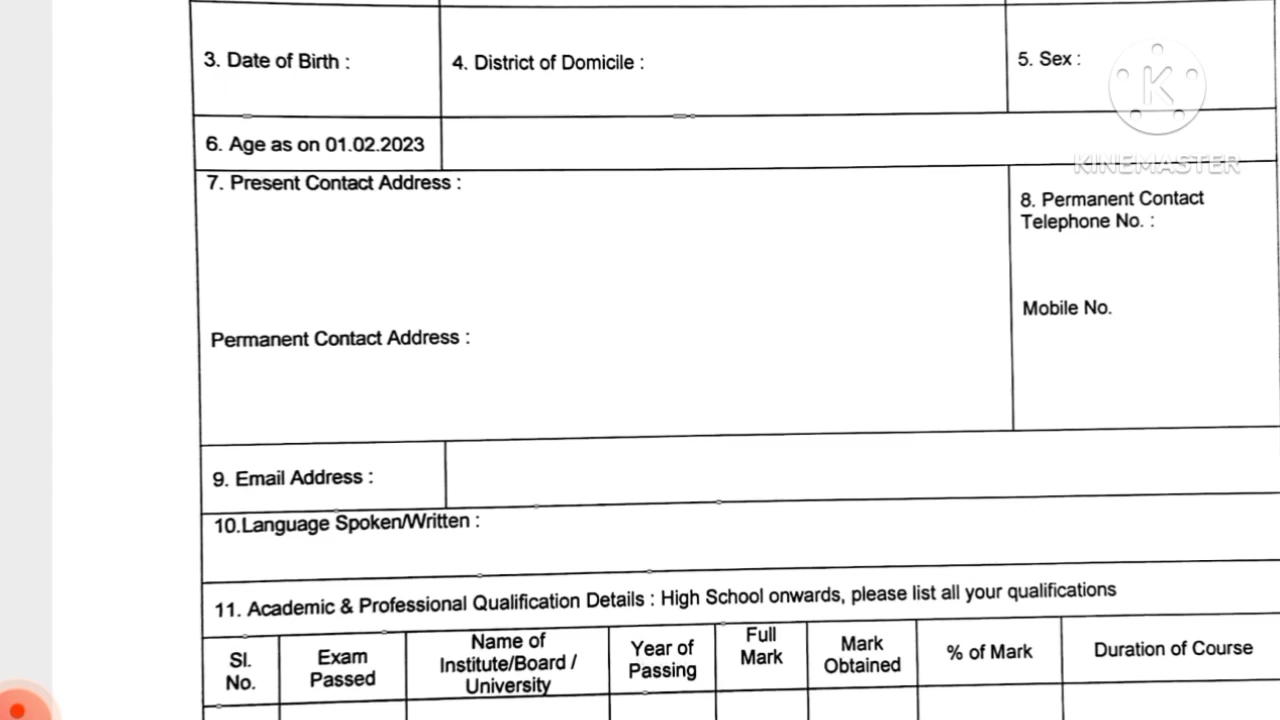 3. Date of Birth :
4. District of Domicile :
5. Sex :
K
KINEMASTER
6. Age as on 01.02.2023
7. Present Contact Address :
8. Permanent Contact
Telephone No. :
Mobile No.
Permanent Contact Address :
9. Email Address :
10.Language Spoken/Written :
11. Academic & Professional Qualification Details : High School onwards, please list all your qualifications
Sl.
No.
Exam
Passed
Name of
Institute/Board /
University
Year of
Passing
Full
Mark
Mark
Obtained
% of Mark
Duration of Course